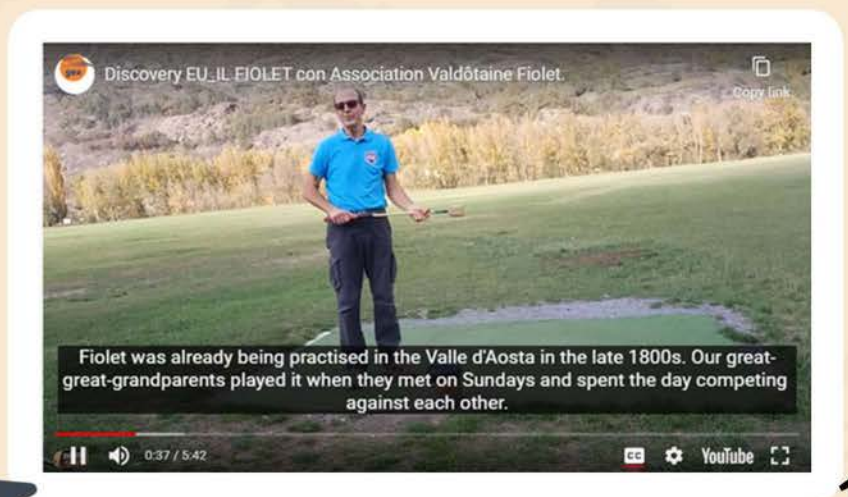 gea
Discovery EU_IL FIOLET con Association Valdôtaine Fiolet.
Copy link
Fiolet was already being practised in the Valle d'Aosta in the late 1800s. Our great-
great-grandparents played it when they met on Sundays and spent the day competing
against each other.
0:37 / 5:42
CC
YouTube